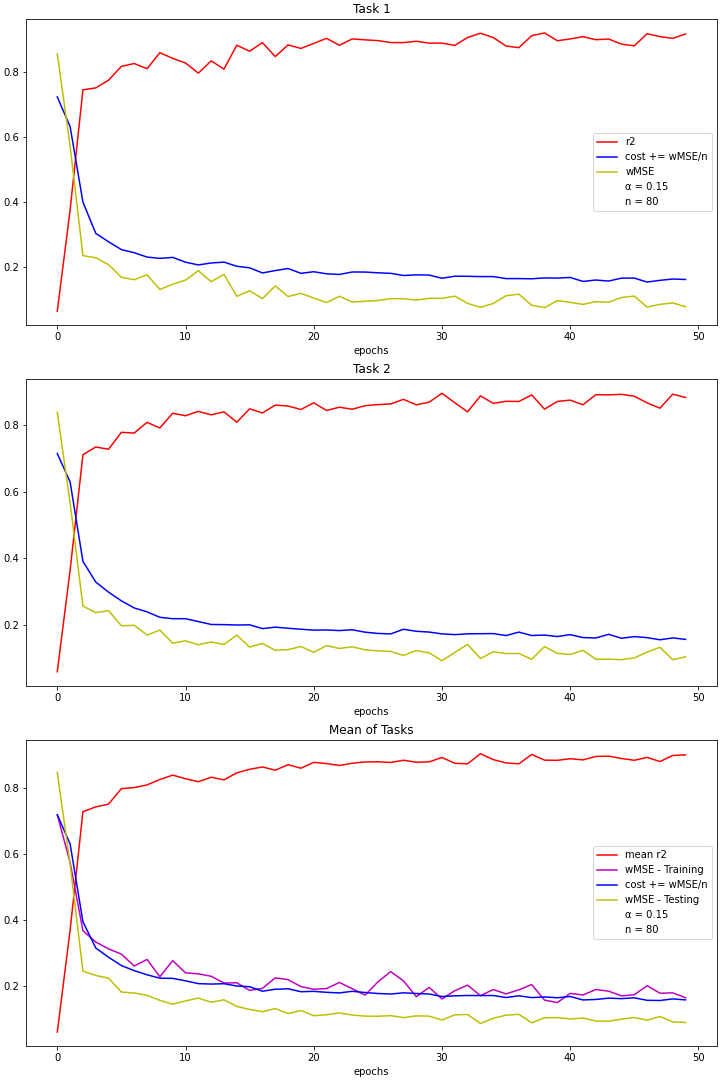 Task 1
0.8
0.6
0.4
0.2
r2
cost += wMSE/n
wMSE
α = 0.15
n = 80
0 10 20 30 40 50
epochs
Task 2
0.8
0.6
0.4
0.2
0 10 20 30 40 50
epochs
Mean of Tasks
0.8
0.6
0.4
0.2
mean r2
wMSE - Training
cost += wMSE/n
wMSE - Testing
α = 0.15
n = 80
0 10 20 30 40 50
epochs